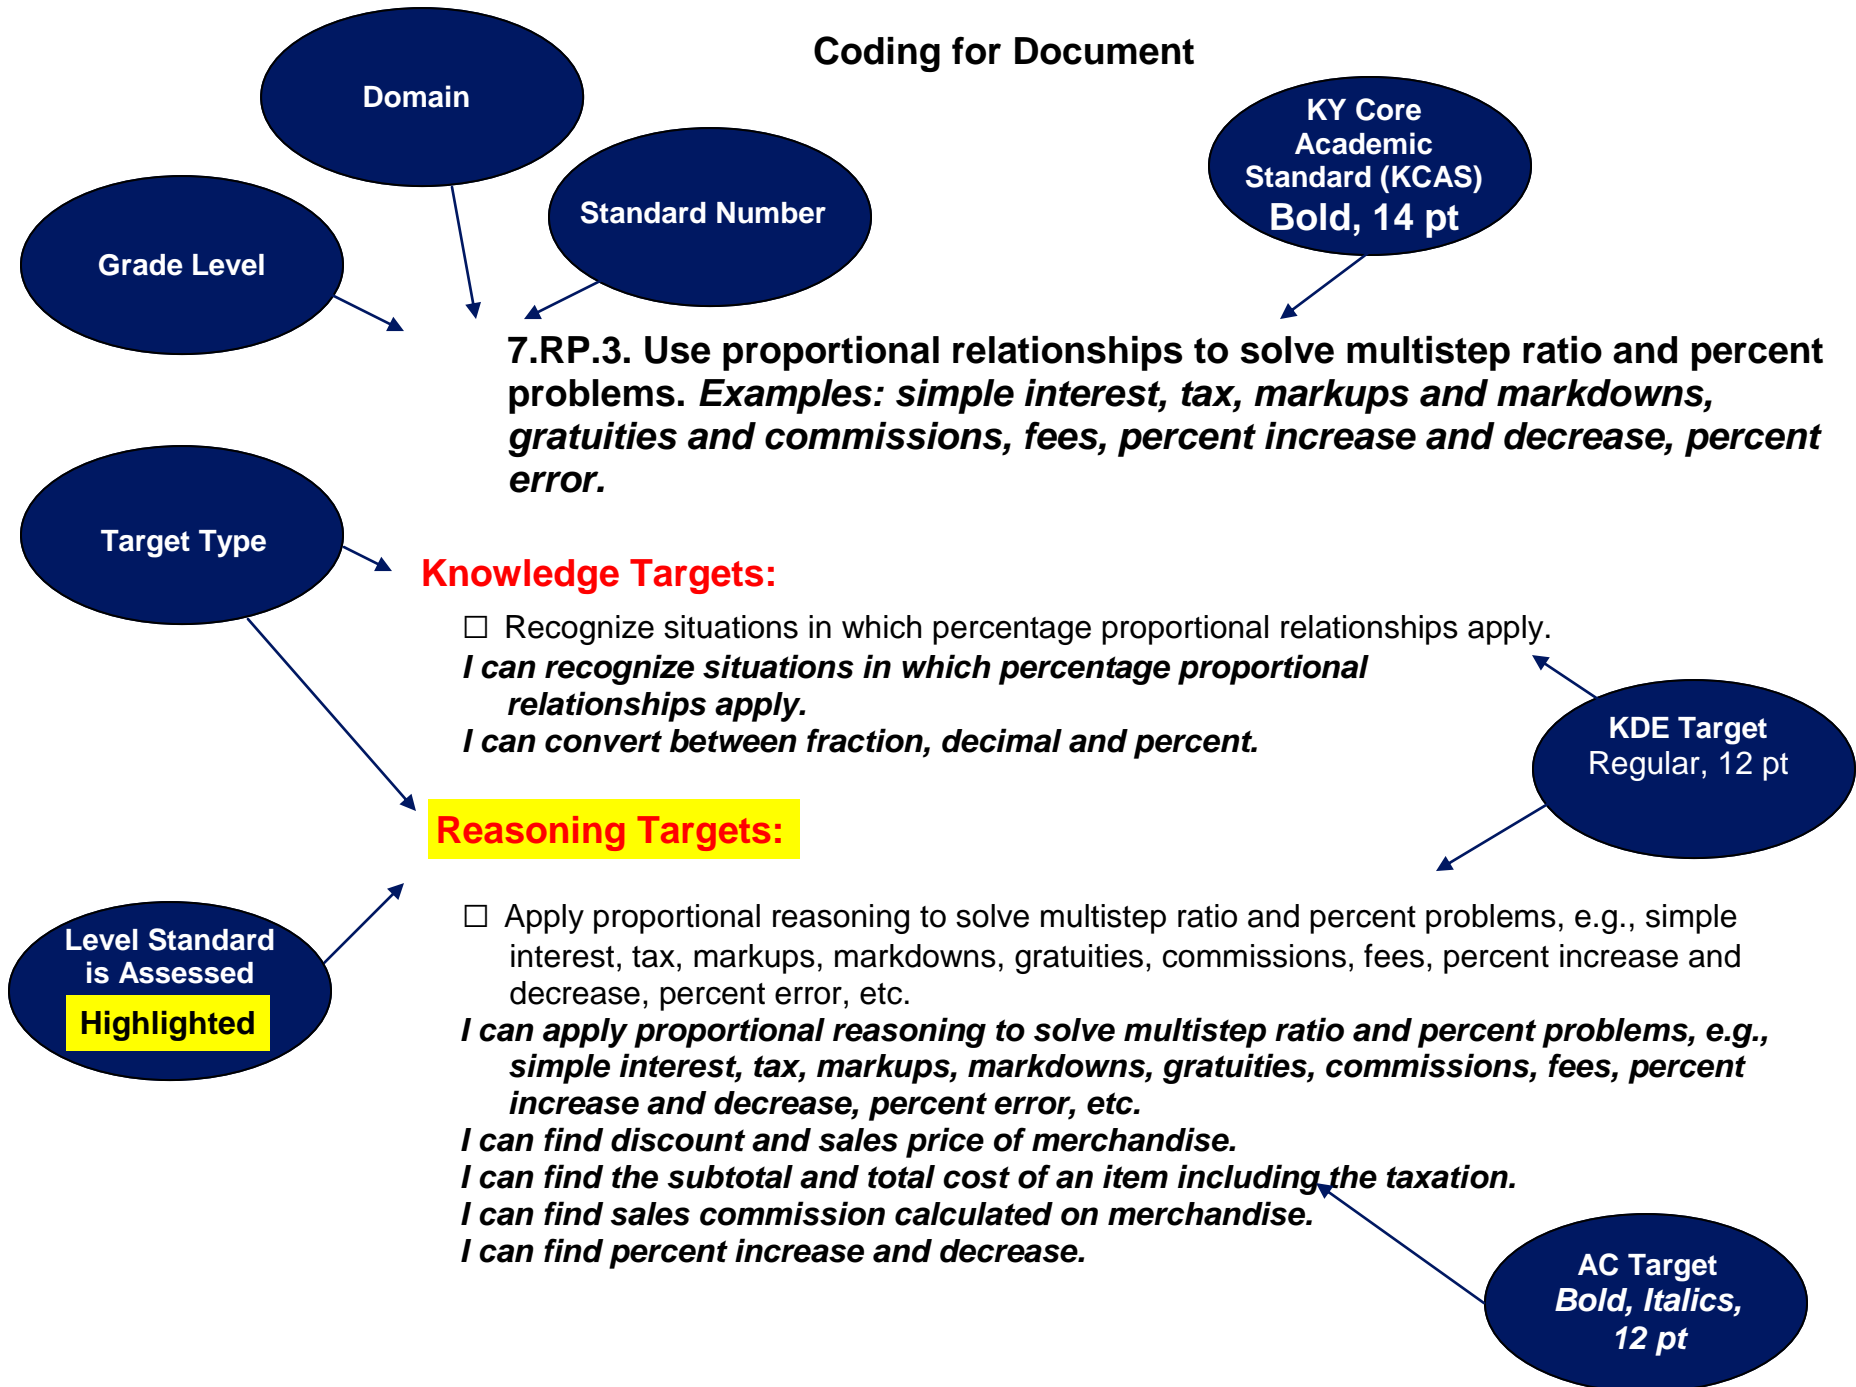 Coding for Document
Domain
KY Core
Academic
Standard (KCAS)
Bold, 14 pt
Standard Number
Grade Level
7.RP.3. Use proportional relationships to solve multistep ratio and percent
problems. Examples: simple interest, tax, markups and markdowns,
gratuities and commissions, fees, percent increase and decrease, percent
error.
Target Type
Knowledge Targets:
☐ Recognize situations in which percentage proportional relationships apply.
I can recognize situations in which percentage proportional
relationships apply.
I can convert between fraction, decimal and percent.
KDE Target
Regular, 12 pt
Reasoning Targets:
Level Standard
is Assessed
Highlighted
☐ Apply proportional reasoning to solve multistep ratio and percent problems, e.g., simple
interest, tax, markups, markdowns, gratuities, commissions, fees, percent increase and
decrease, percent error, etc.
I can apply proportional reasoning to solve multistep ratio and percent problems, e.g.,
simple interest, tax, markups, markdowns, gratuities, commissions, fees, percent
increase and decrease, percent error, etc.
I can find discount and sales price of merchandise.
I can find the subtotal and total cost of an item including the taxation.
I can find sales commission calculated on merchandise.
I can find percent increase and decrease.
AC Target
Bold, Italics,
12 pt